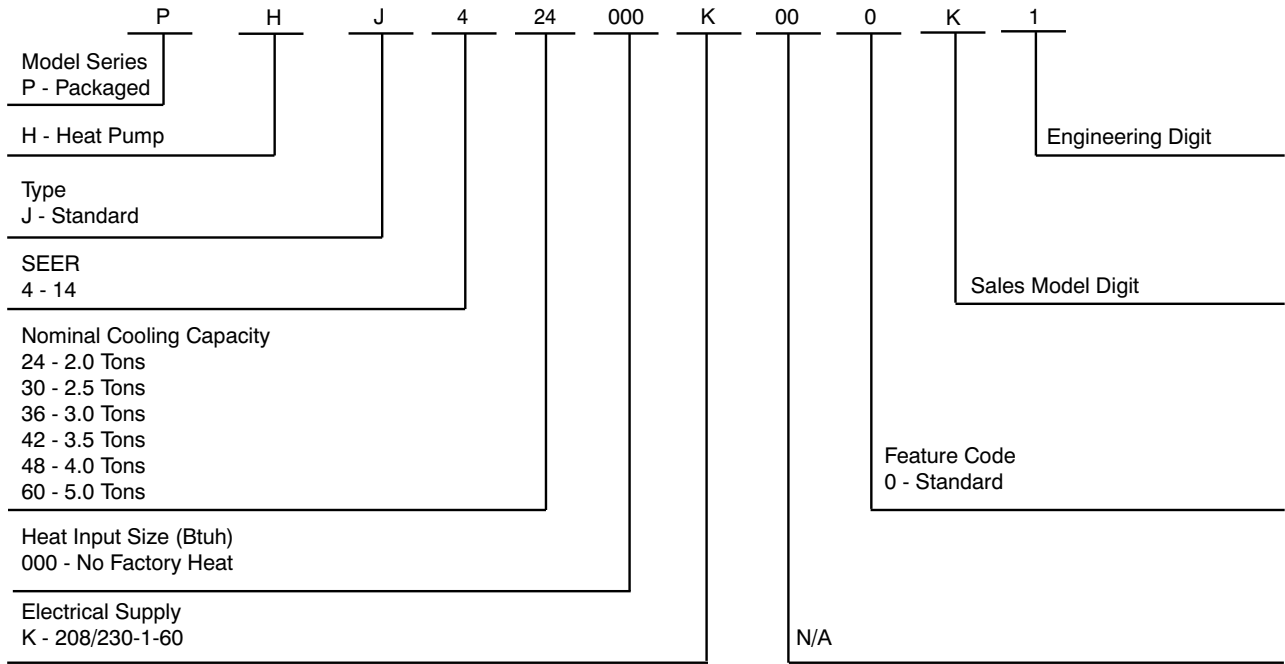 P H J 4 24 000 K 00 0 K 1
Model Series
P - Packaged
H - Heat Pump
Engineering Digit
Type
J - Standard
SEER
4 - 14
Sales Model Digit
Nominal Cooling Capacity
24 - 2.0 Tons
30 - 2.5 Tons
36 - 3.0 Tons
42 - 3.5 Tons
48 - 4.0 Tons
60 - 5.0 Tons
Feature Code
0 - Standard
Heat Input Size (Btuh)
000 - No Factory Heat
Electrical Supply
K - 208/230-1-60
N/A